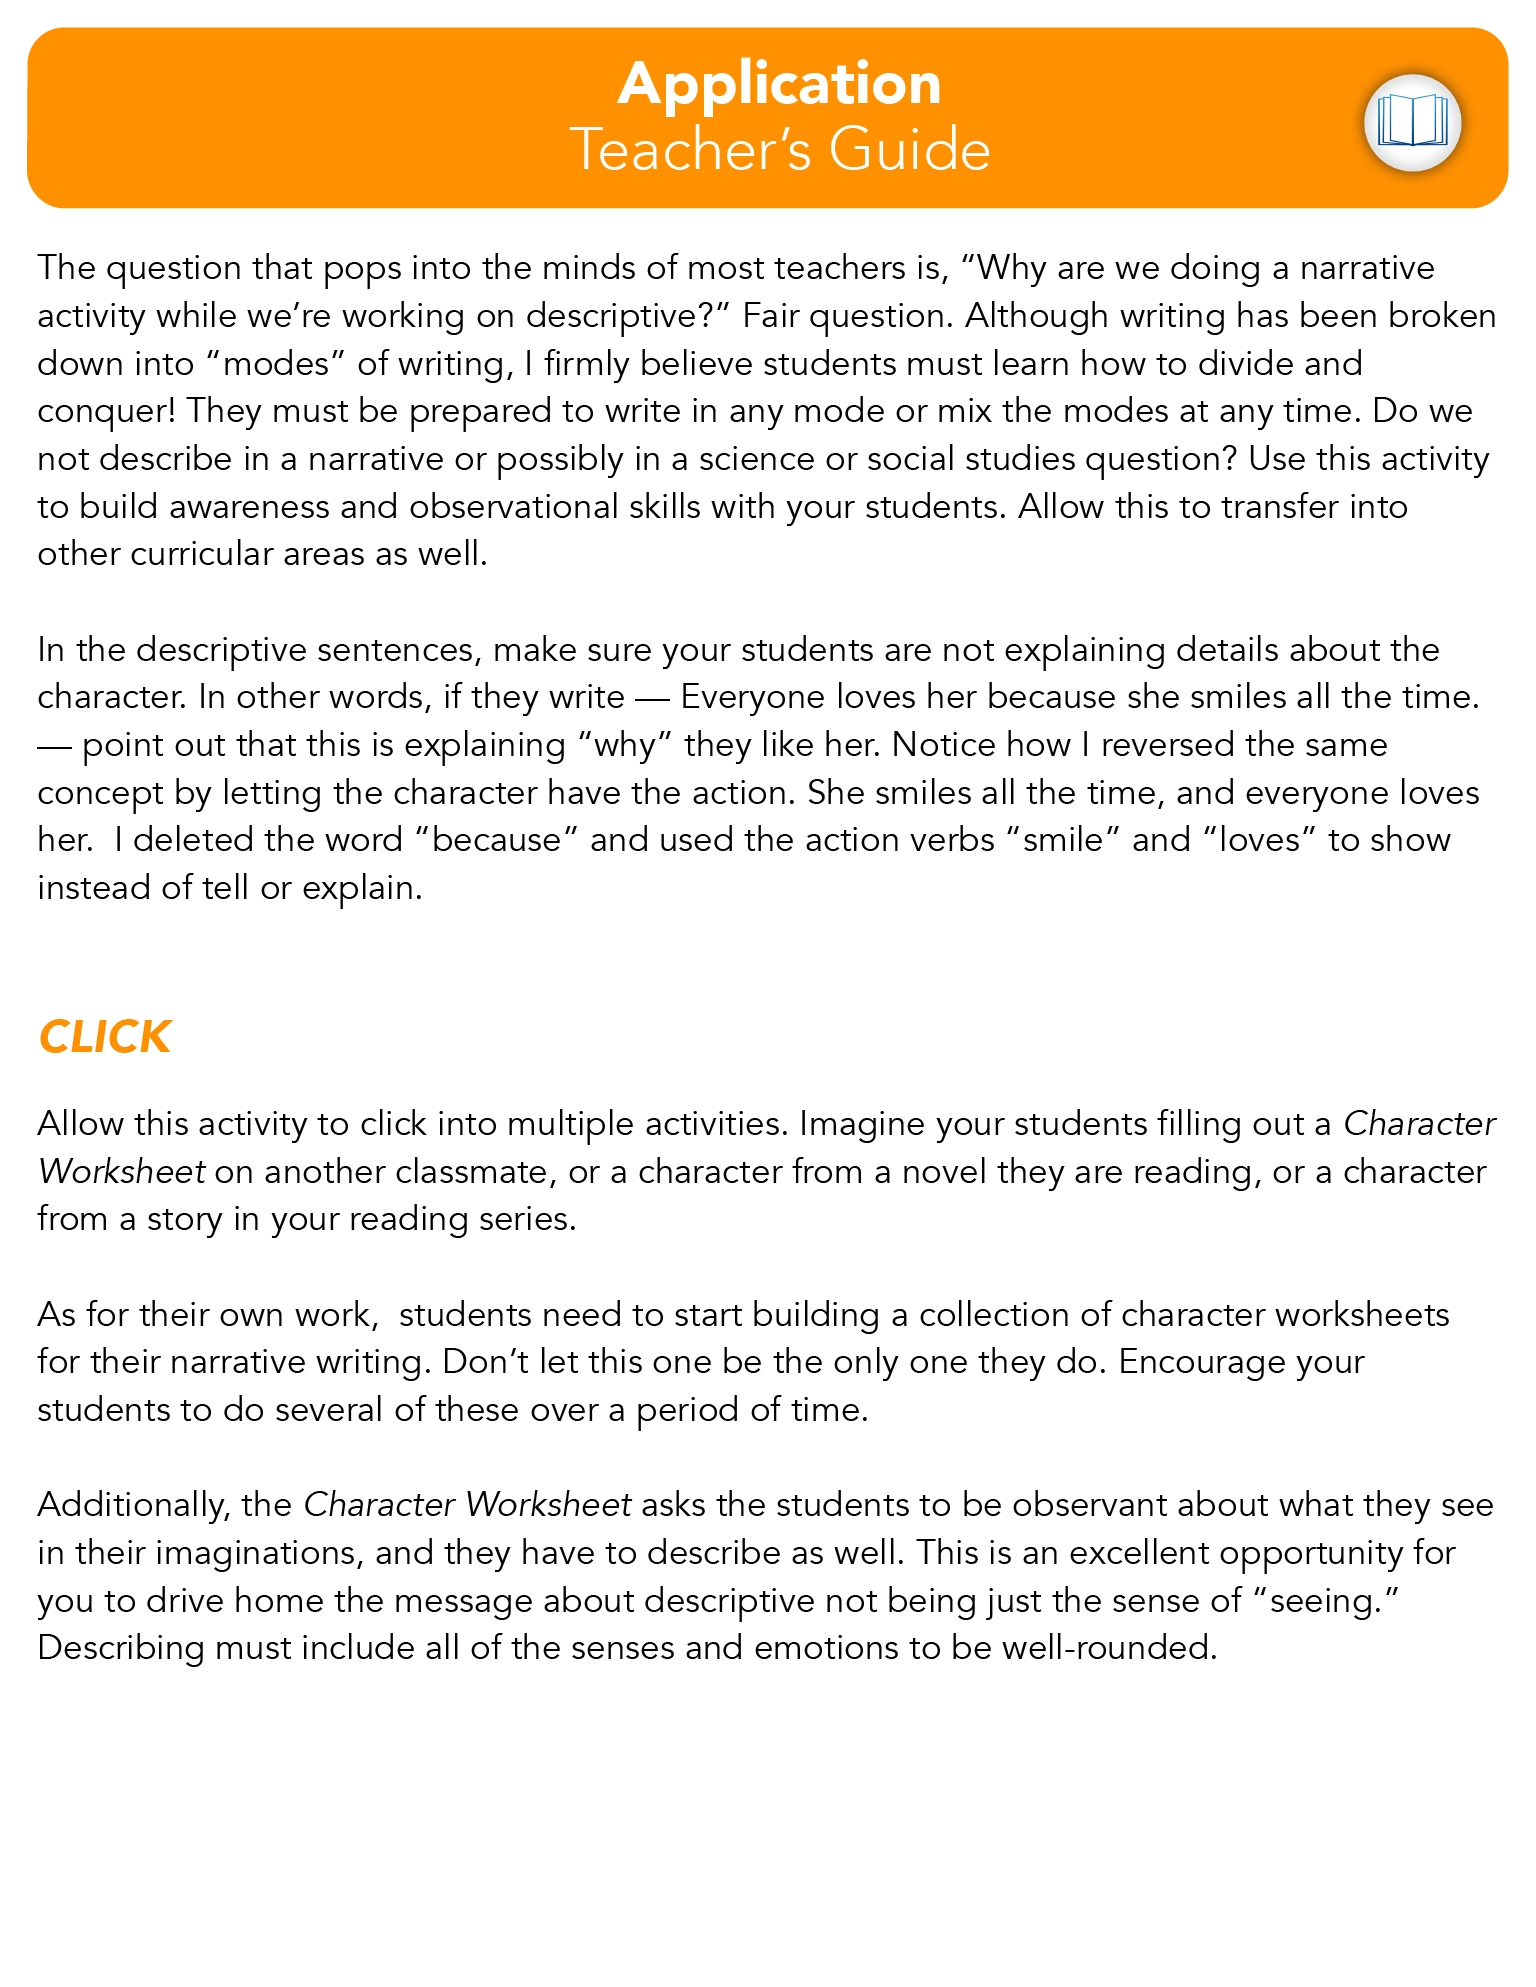 Application
Teacher’s Guide
The question that pops into the minds of most teachers is, “Why are we doing a narrative
activity while we’re working on descriptive?” Fair question. Although writing has been broken
down into “modes” of writing, I firmly believe students must learn how to divide and
conquer! They must be prepared to write in any mode or mix the modes at any time. Do we
not describe in a narrative or possibly in a science or social studies question? Use this activity
to build awareness and observational skills with your students. Allow this to transfer into
other curricular areas as well.
In the descriptive sentences, make sure your students are not explaining details about the
character. In other words, if they write — Everyone loves her because she smiles all the time.
— point out that this is explaining “why” they like her. Notice how I reversed the same
concept by letting the character have the action. She smiles all the time, and everyone loves
her.  I deleted the word “because” and used the action verbs “smile” and “loves” to show
instead of tell or explain.
CLICK
Allow this activity to click into multiple activities. Imagine your students filling out a Character
Worksheet on another classmate, or a character from a novel they are reading, or a character
from a story in your reading series.
As for their own work,  students need to start building a collection of character worksheets
for their narrative writing. Don’t let this one be the only one they do. Encourage your
students to do several of these over a period of time.
Additionally, the Character Worksheet asks the students to be observant about what they see
in their imaginations, and they have to describe as well. This is an excellent opportunity for
you to drive home the message about descriptive not being just the sense of “seeing.”
Describing must include all of the senses and emotions to be well-rounded.